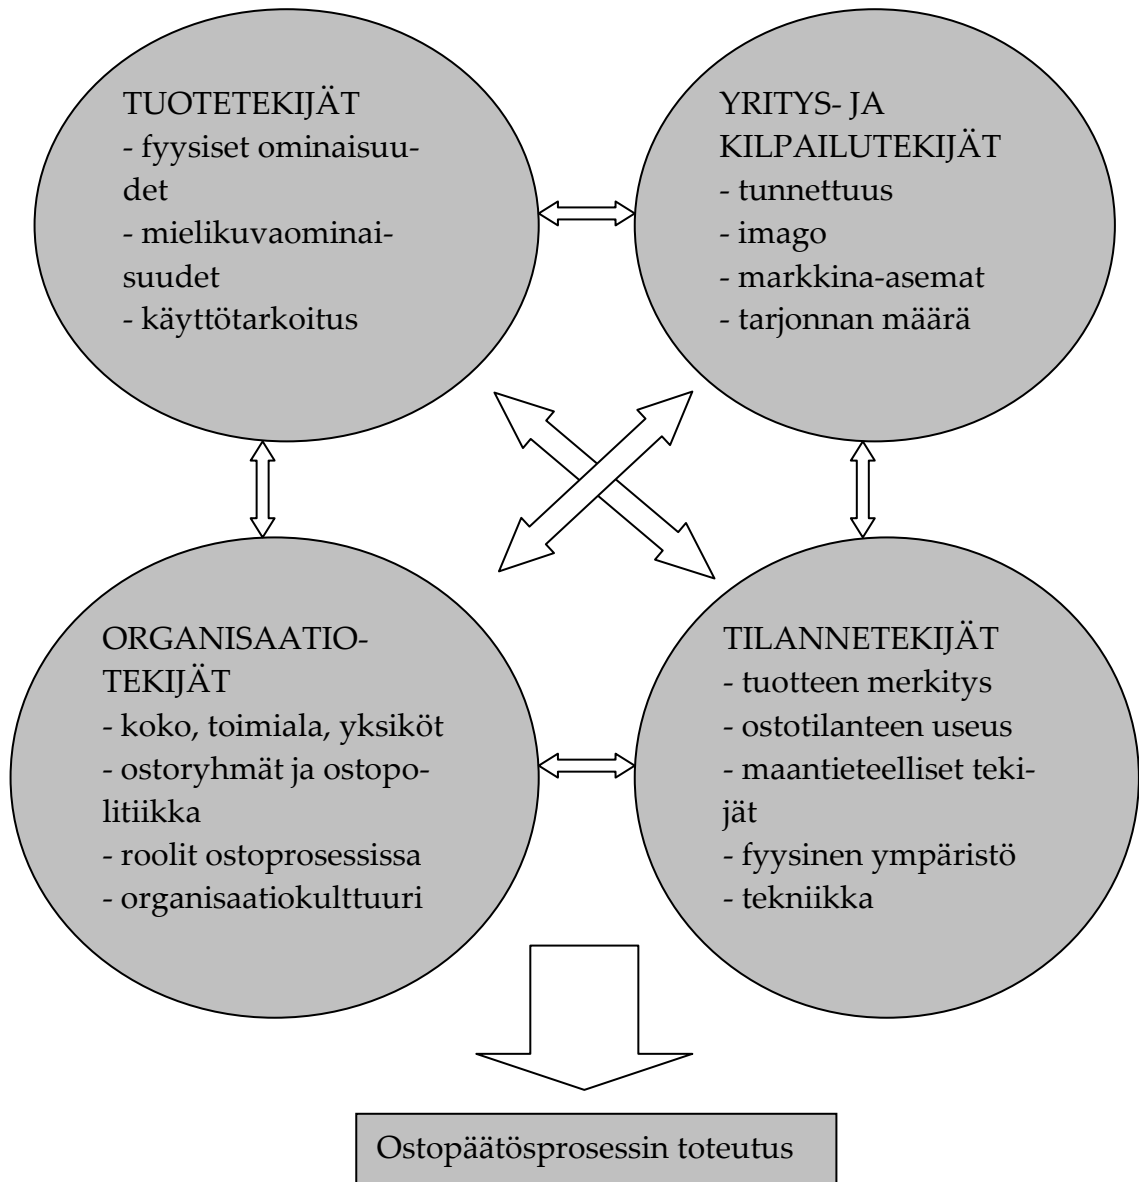 TUOTETEKIJÄT
- fyysiset ominaisuu-
det
- mielikuvaominai-
suudet
- käyttötarkoitus
YRITYS- JA
KILPAILUTEKIJÄT
- tunnettuus
- imago
- markkina-asemat
- tarjonnan määrä
ORGANISAATIO-
TEKIJÄT
- koko, toimiala, yksiköt
- ostoryhmät ja ostopo-
litiikka
- roolit ostoprosessissa
- organisaatiokulttuuri
TILANNETEKIJÄT
- tuotteen merkitys
- ostotilanteen useus
- maantieteelliset teki-
jät
- fyysinen ympäristö
- tekniikka
Ostopäätösprosessin toteutus